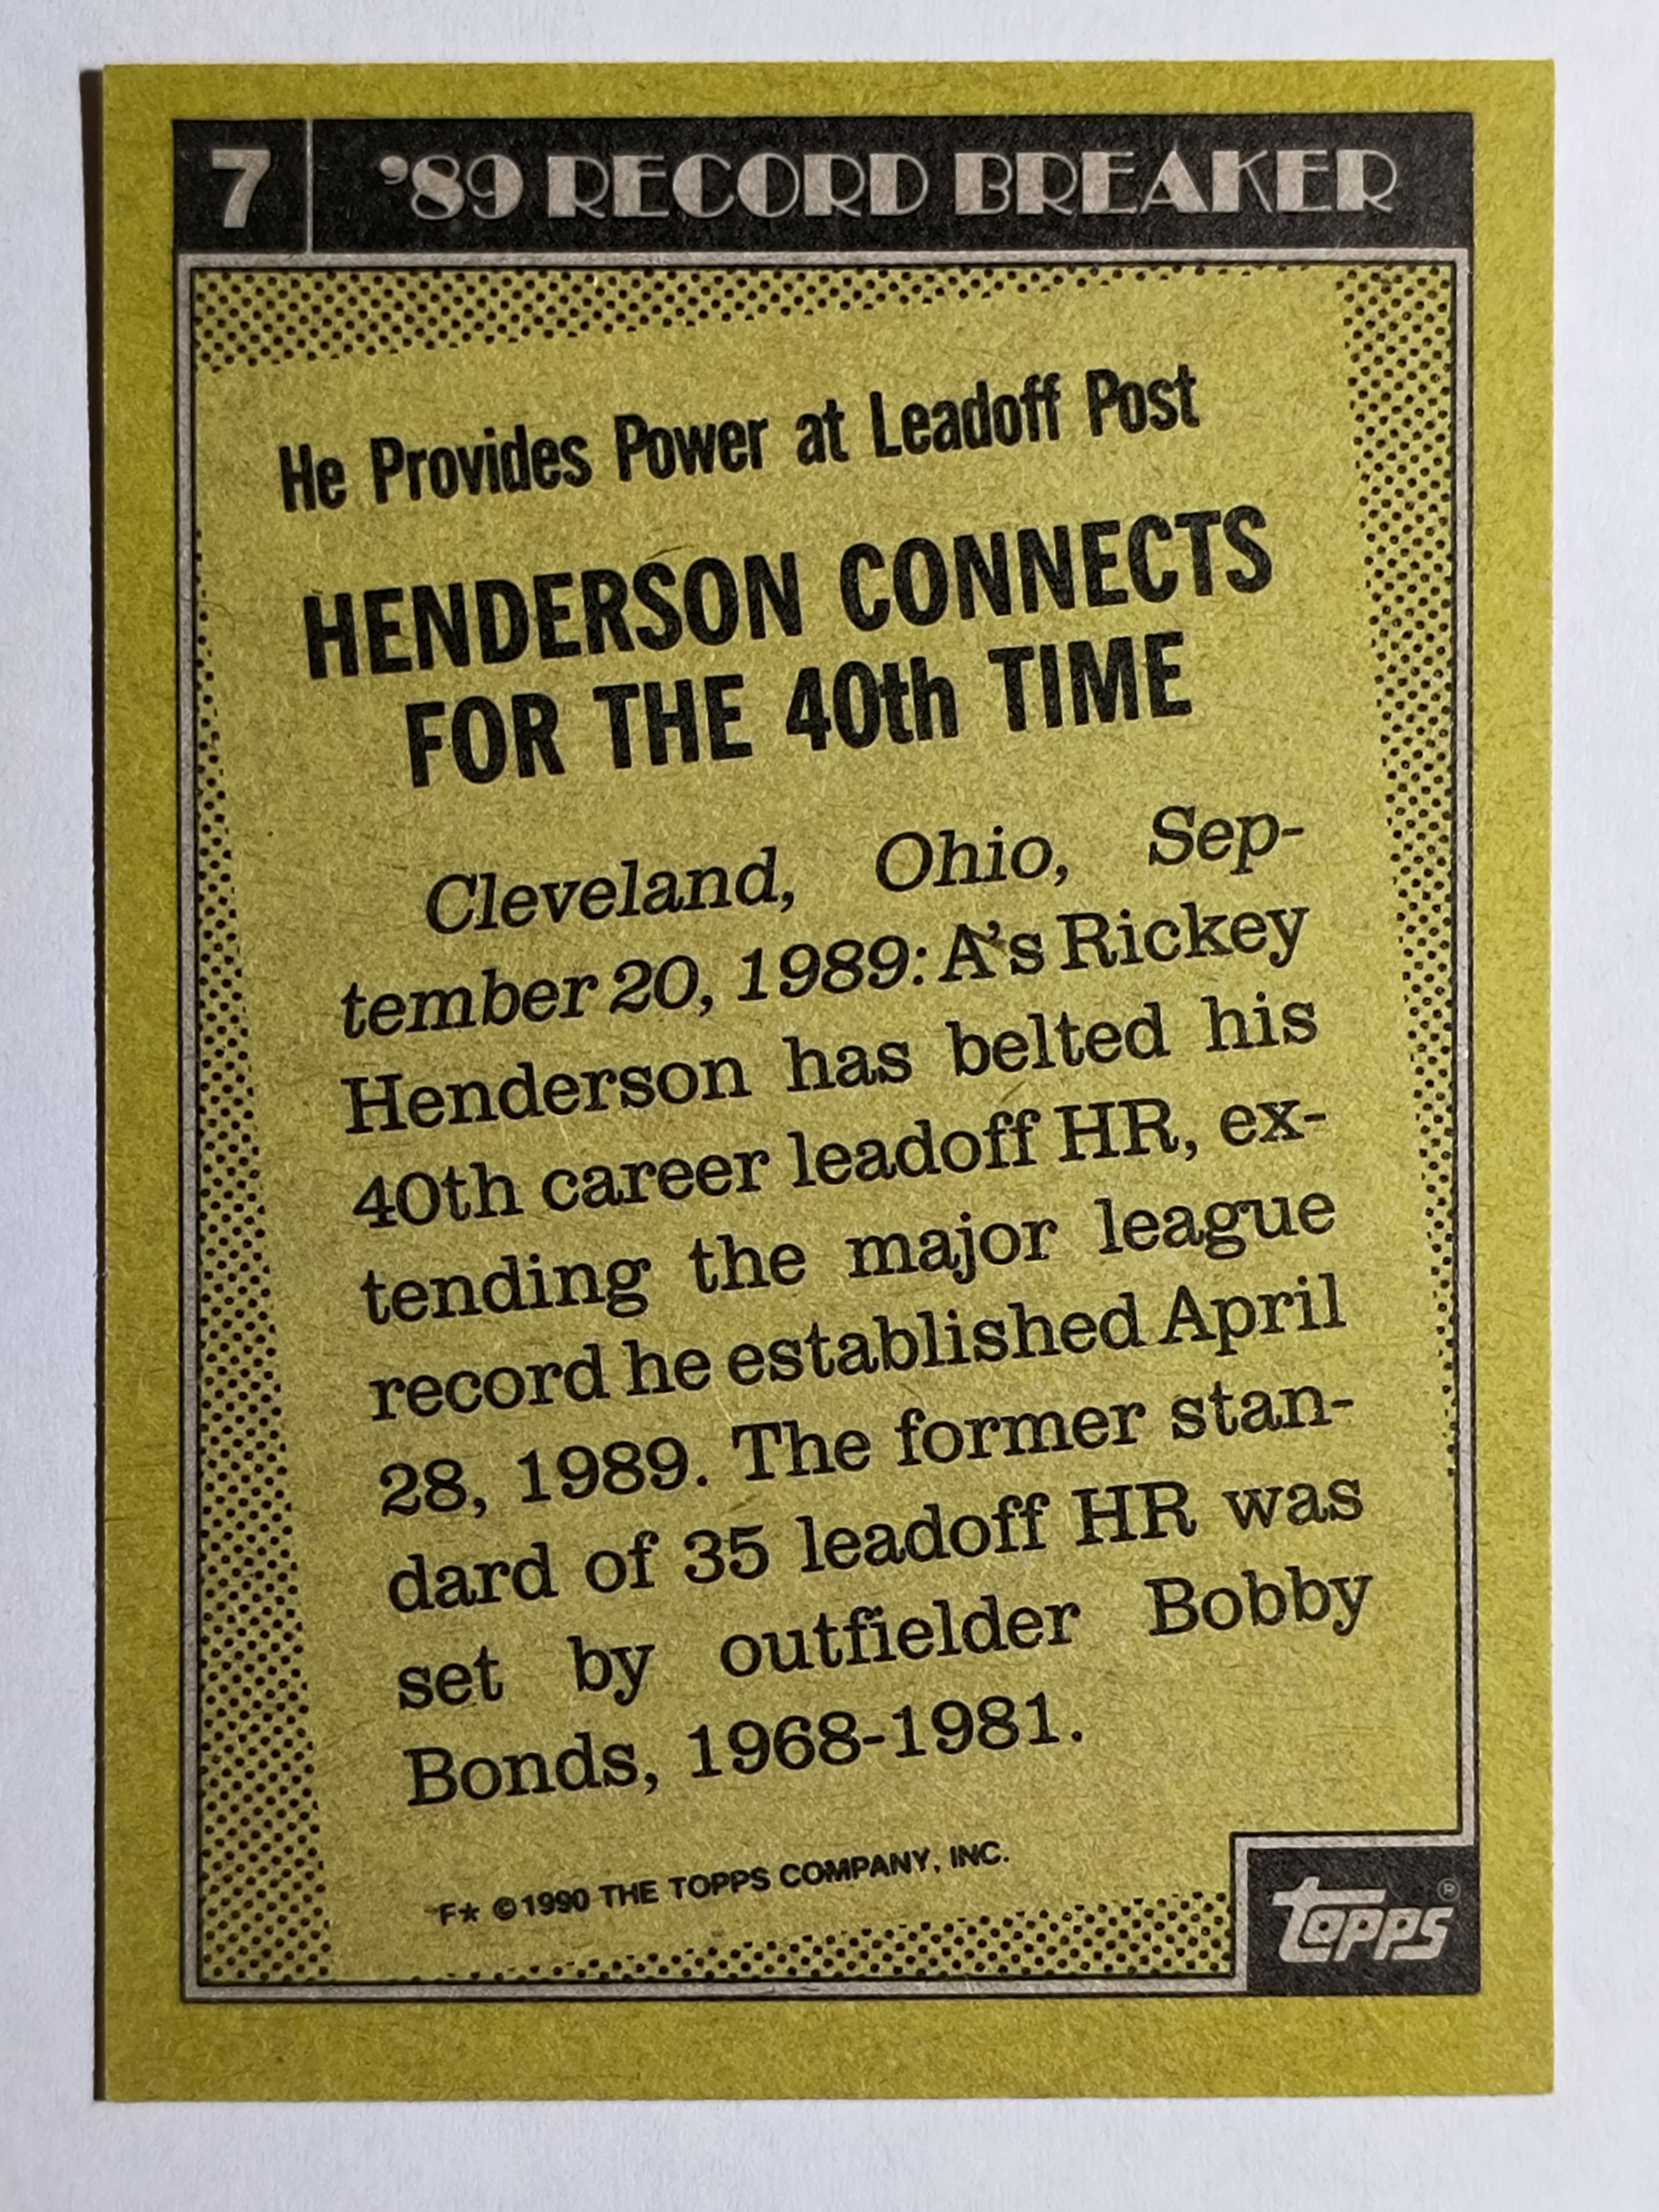 7 '89 RECORD BREAKER
He Provides Power at Leadoff Post
HENDERSON CONNECTS
FOR THE 40th TIME
Cleveland, Ohio, Sep-
tember 20, 1989: A's Rickey
Henderson has belted his
40th career leadoff HR, ex-
tending the major league
record he established April
28, 1989. The former stan-
dard of 35 leadoff HR was
set by outfielder Bobby
Bonds, 1968-1981.
F★ ©1990 THE TOPPS COMPANY, INC.
topps ®